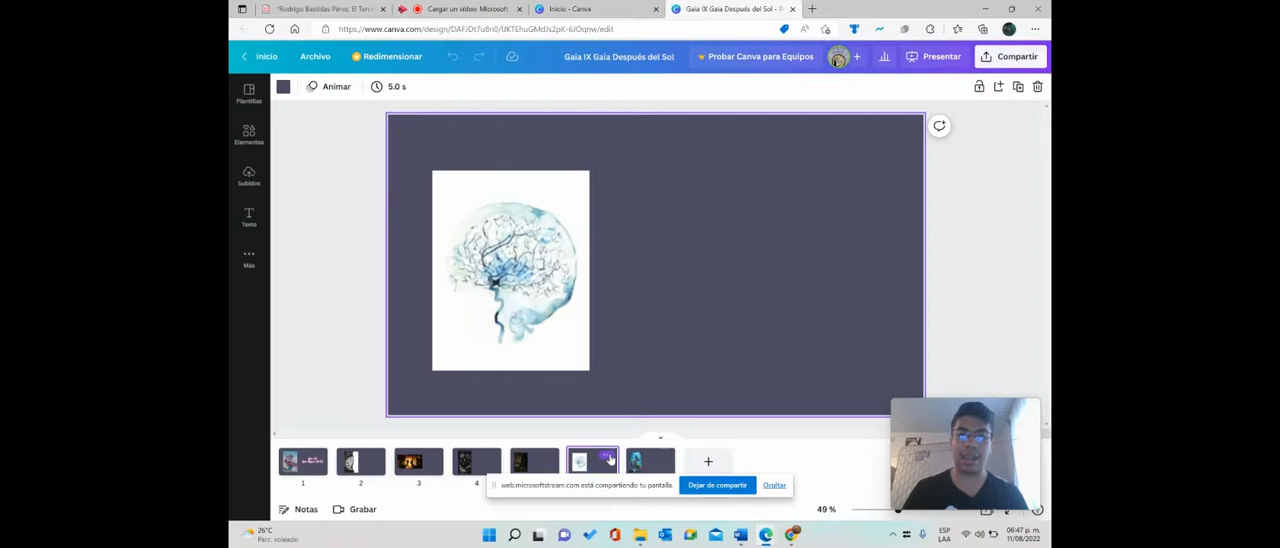 *Rodrigo Bastidas Pérez, El Terce
Cargar un vídeo: Microsoft
Inicio - Canva
Gaia IX Gaia Después del Sol - P
https://www.canva.com/design/DAFJDt7u8n0/UKTEhuGMdJs2pK-6JOqnw/edit
Inicio
Archivo
Redimensionar
Gaia IX Gaia Después del Sol
Probar Canva para Equipos
Presentar
Compartir
Animar
5.0 s
Plantillas
Elementos
Subidos
Texto
Más
1
2
3
4
web.microsoftstream.com está compartiendo tu pantalla.
Dejar de compartir
Ocultar
Notas
Grabar
49 %
26°C
Parc. soleado
ESP
LAA
06:47 p. m.
11/08/2022